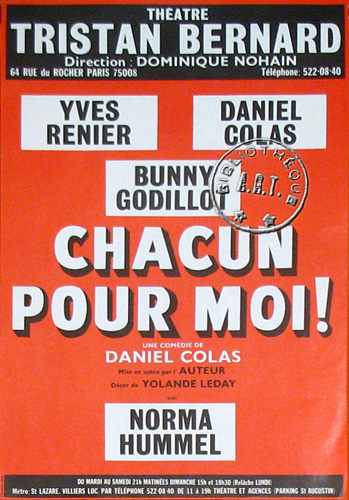 THEATRE
TRISTAN BERNARD
Direction : DOMINIQUE NOHAIN
64 RUE du ROCHER PARIS 75008 Téléphone: 522-08-40
YVES RENIER
DANIEL COLAS
BUNNY GODILLOT
BIBLIOTHÈQUE
A.R.T.
CHACUN
POUR MOI!
UNE COMÉDIE DE
DANIEL COLAS
Mise en scène par l' AUTEUR
Décor de YOLANDE LEDAY
avec
NORMA
HUMMEL
DU MARDI AU SAMEDI 21h MATINÉES DIMANCHE 15h et 18h30 (Relâche LUNDI)
Métro: St LAZARE. VILLIERS LOC. PAR TÉLÉPHONE 522-08-40 DE 11 à 19h THÉATRE ET AGENCES (PARKING St AUGUSTIN)